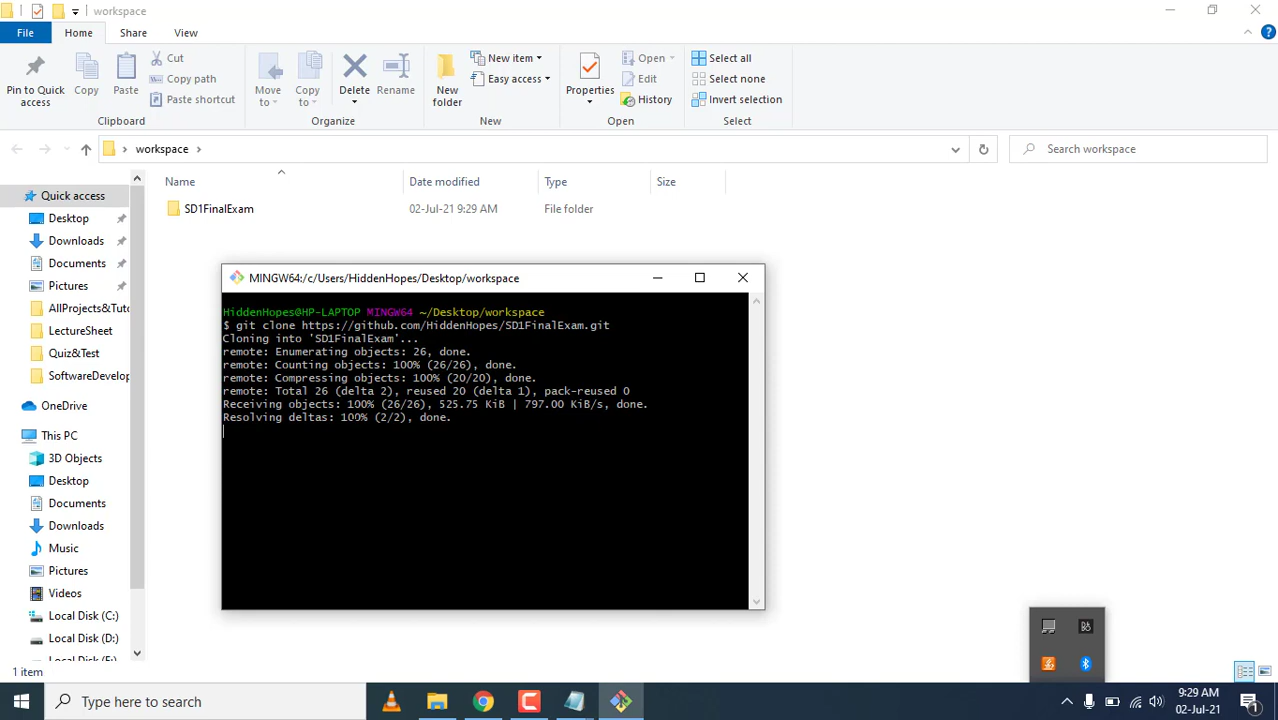 workspace
File Home Share View
Pin to Quick access
Copy
Paste
Cut
Copy path
Paste shortcut
Clipboard
Move to
Copy to
Delete
Rename
Organize
New folder
New item
Easy access
New
Properties
Open
Edit
History
Open
Select all
Select none
Invert selection
Select
workspace
Search workspace
Name Date modified Type Size
SD1FinalExam 02-Jul-21 9:29 AM File folder
Quick access
Desktop
Downloads
Documents
Pictures
AllProjects&Tuto
LectureSheet
Quiz&Test
SoftwareDevelop
OneDrive
This PC
3D Objects
Desktop
Documents
Downloads
Music
Pictures
Videos
Local Disk (C:)
Local Disk (D:)
1 item
MINGW64:/c/Users/HiddenHopes/Desktop/workspace
HiddenHopes@HP-LAPTOP MINGW64 ~/Desktop/workspace
$ git clone https://github.com/HiddenHopes/SD1FinalExam.git
Cloning into 'SD1FinalExam'...
remote: Enumerating objects: 26, done.
remote: Counting objects: 100% (26/26), done.
remote: Compressing objects: 100% (20/20), done.
remote: Total 26 (delta 2), reused 20 (delta 1), pack-reused 0
Receiving objects: 100% (26/26), 525.75 KiB | 797.00 KiB/s, done.
Resolving deltas: 100% (2/2), done.
Type here to search
9:29 AM
02-Jul-21
1